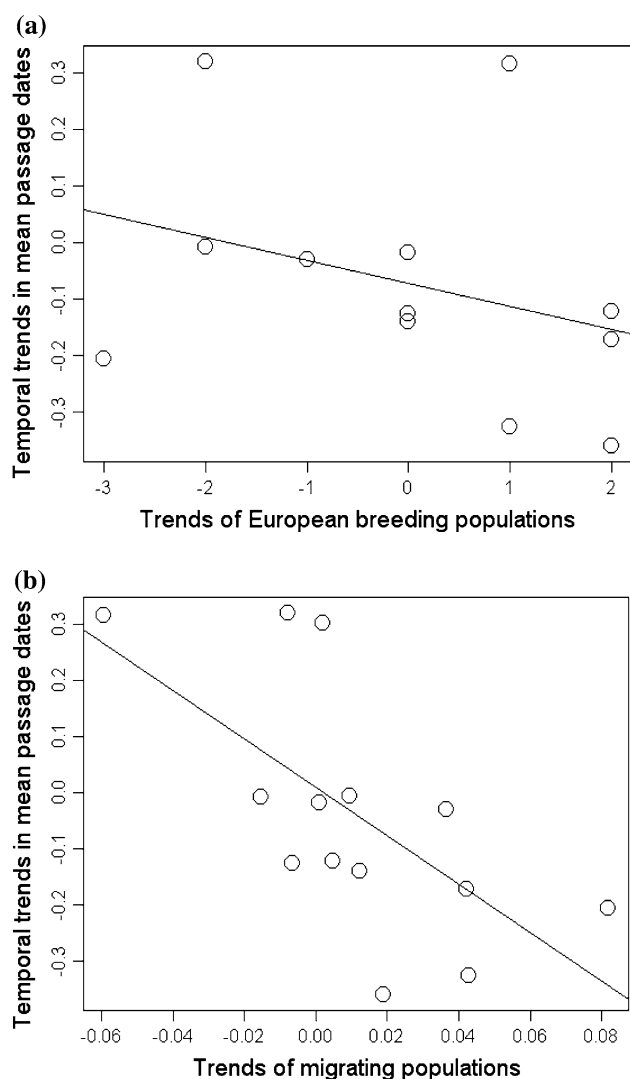 (a)
Temporal trends in mean passage dates
0.3
0.2
0.1
0.0
-0.1
-0.2
-0.3
-3 -2 -1 0 1 2
Trends of European breeding populations
(b)
Temporal trends in mean passage dates
0.3
0.2
0.1
0.0
-0.1
-0.2
-0.3
-0.06 -0.04 -0.02 0.00 0.02 0.04 0.06 0.08
Trends of migrating populations